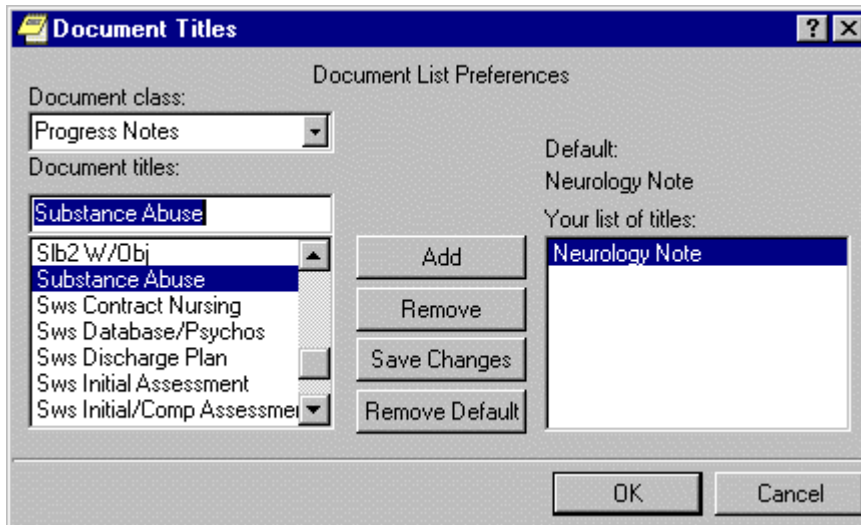 Document Titles
Document List Preferences
Document class:
Progress Notes
Document titles:
Substance Abuse
Slb2 W/Obj
Substance Abuse
Sws Contract Nursing
Sws Database/Psychos
Sws Discharge Plan
Sws Initial Assessment
Sws Initial/Comp Assessme
Add
Remove
Save Changes
Remove Default
Default:
Neurology Note
Your list of titles:
Neurology Note
OK
Cancel